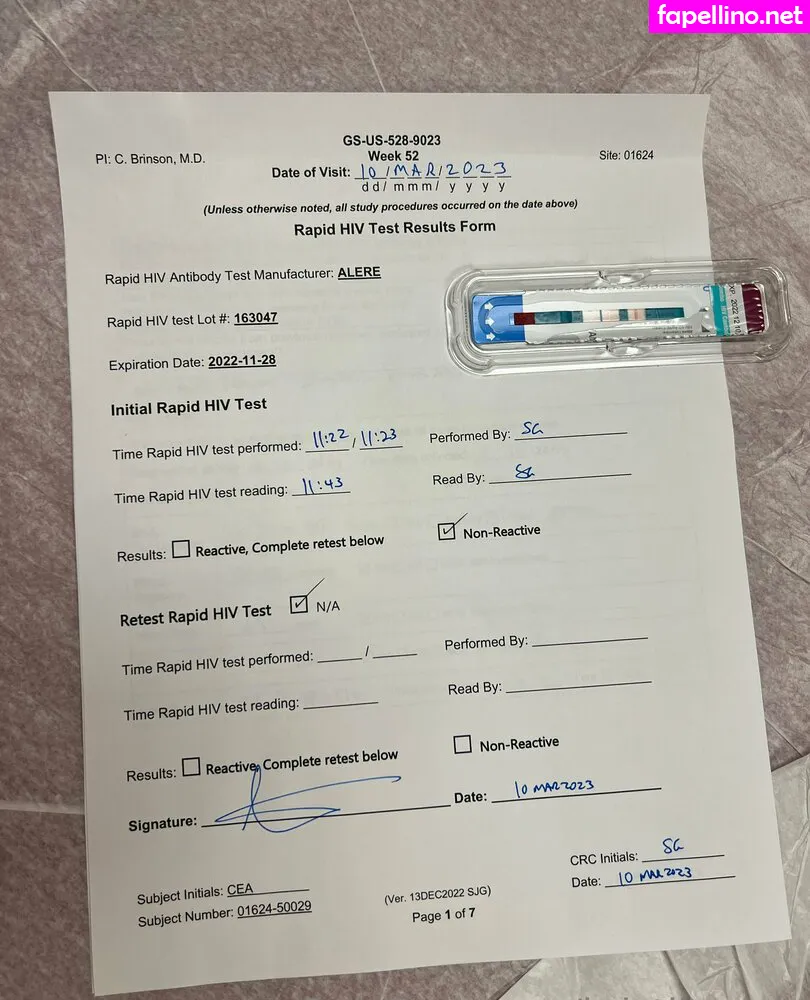 fapellino.net
GS-US-528-9023
PI: C. Brinson, M.D.
Week 52
Site: 01624
Date of Visit: 10/MAR/2023
dd/ mmm/ y y y y
(Unless otherwise noted, all study procedures occurred on the date above)
Rapid HIV Test Results Form
Rapid HIV Antibody Test Manufacturer: ALERE
Rapid HIV test Lot #: 163047
Expiration Date: 2022-11-28
Initial Rapid HIV Test
Time Rapid HIV test performed: 11:22 / 11:23 Performed By: SG
Time Rapid HIV test reading: 11:43 Read By: SG
Results: Reactive, Complete retest below Non-Reactive
Retest Rapid HIV Test N/A
Time Rapid HIV test performed: ____ / ____ Performed By:
Time Rapid HIV test reading: Read By:
Results: Reactive, Complete retest below Non-Reactive
Signature: Date: 10 MAR 2023
CRC Initials: SG
Date: 10 MAR 2023
Subject Initials: CEA
Subject Number: 01624-50029
(Ver. 13DEC2022 SJG)
Page 1 of 7